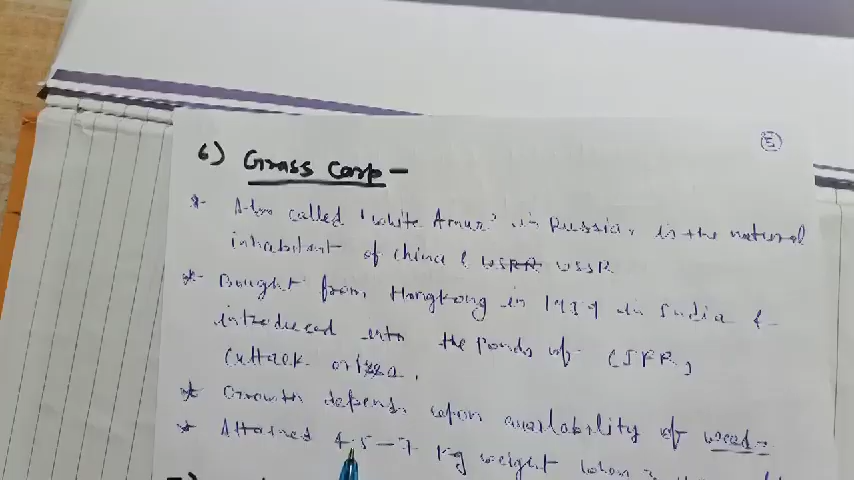 5
6) Grass Carp -
* Also called 'White Amur' in Russia, is the natural
inhabitant of China & USSR USSR
* Bought from Hongkong in 1959 in India &
introduced into the Ponds of CIFR,
Cuttack orissa.
* Growth depends upon availability of weeds
* Attained 4.5 - 7 kg weight